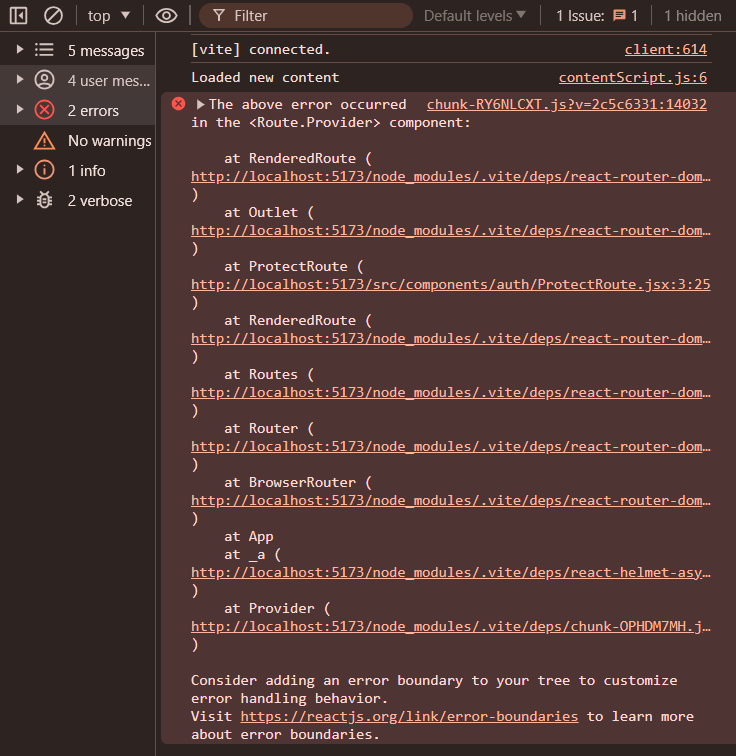 top
Filter
Default levels
1 Issue: 1
1 hidden
5 messages
4 user mes...
2 errors
No warnings
1 info
2 verbose
[vite] connected. client:614
Loaded new content contentScript.js:6
The above error occurred chunk-RY6NLCXT.js?v=2c5c6331:14032
in the <Route.Provider> component:
at RenderedRoute (
http://localhost:5173/node_modules/.vite/deps/react-router-dom…
)
at Outlet (
http://localhost:5173/node_modules/.vite/deps/react-router-dom…
)
at ProtectRoute (
http://localhost:5173/src/components/auth/ProtectRoute.jsx:3:25
)
at RenderedRoute (
http://localhost:5173/node_modules/.vite/deps/react-router-dom…
)
at Routes (
http://localhost:5173/node_modules/.vite/deps/react-router-dom…
)
at Router (
http://localhost:5173/node_modules/.vite/deps/react-router-dom…
)
at BrowserRouter (
http://localhost:5173/node_modules/.vite/deps/react-router-dom…
)
at App
at _a (
http://localhost:5173/node_modules/.vite/deps/react-helmet-asy…
)
at Provider (
http://localhost:5173/node_modules/.vite/deps/chunk-OPHDM7MH.j…
)
Consider adding an error boundary to your tree to customize
error handling behavior.
Visit https://reactjs.org/link/error-boundaries to learn more
about error boundaries.